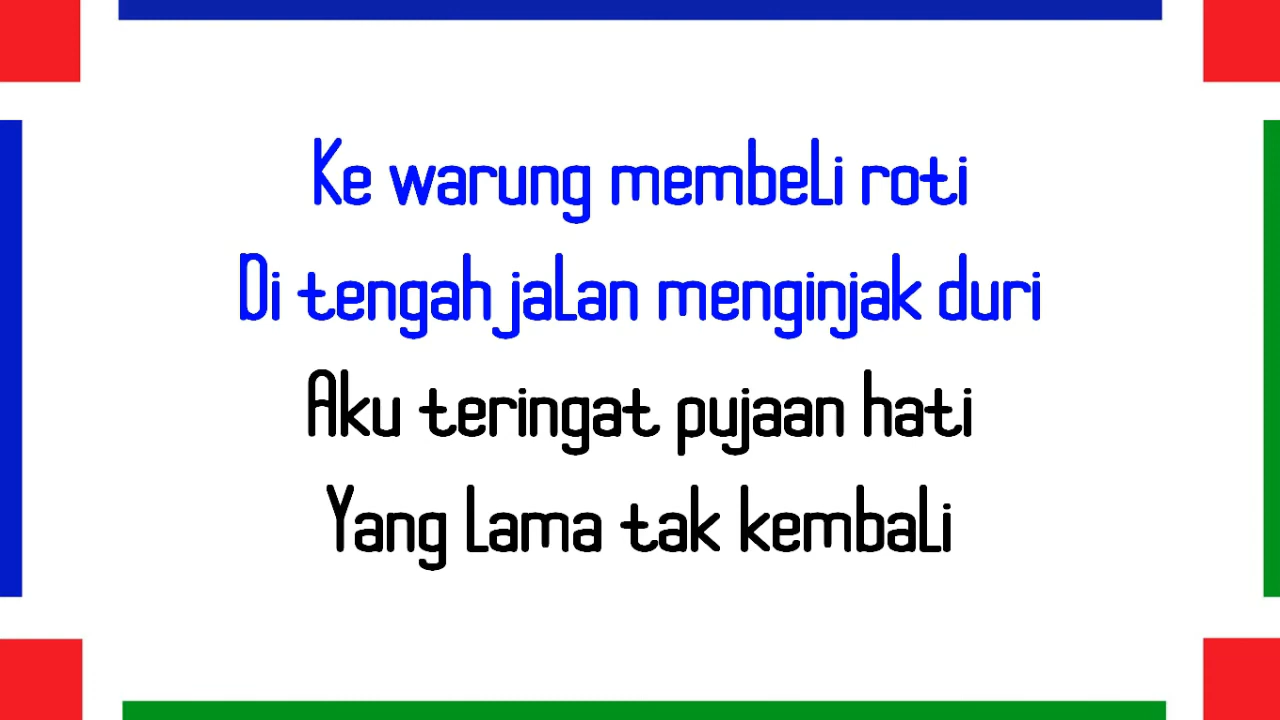 Ke warung membeli roti
Di tengah jalan menginjak duri
Aku teringat pujaan hati
Yang lama tak kembali